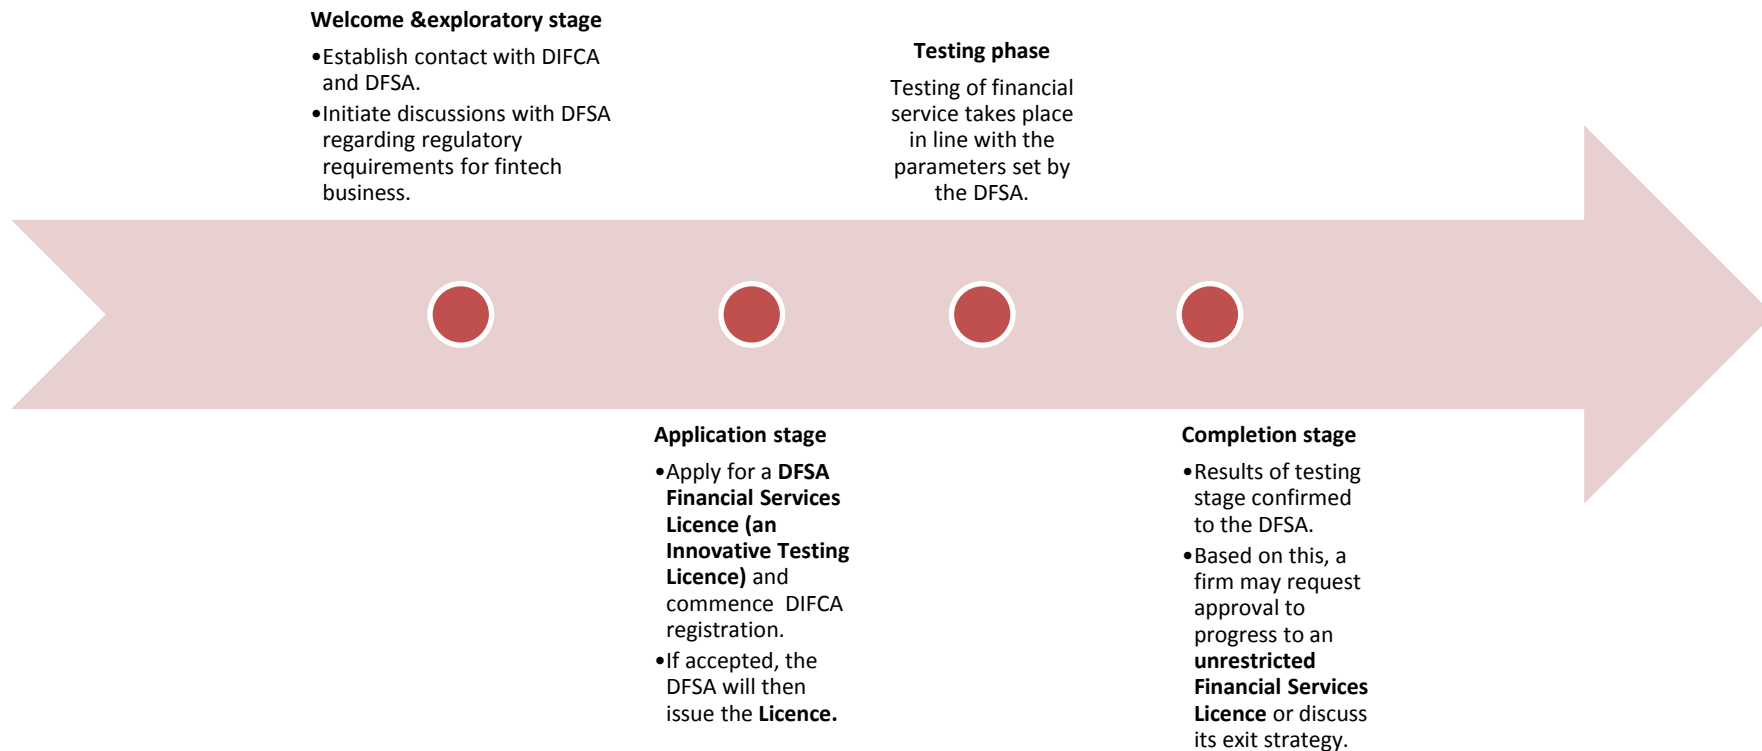 Welcome &exploratory stage
•Establish contact with DIFCA
and DFSA.
•Initiate discussions with DFSA
regarding regulatory
requirements for fintech
business.
Application stage
•Apply for a DFSA
Financial Services
Licence (an
Innovative Testing
Licence) and
commence DIFCA
registration.
•If accepted, the
DFSA will then
issue the Licence.
Testing phase
Testing of financial
service takes place
in line with the
parameters set by
the DFSA.
Completion stage
•Results of testing
stage confirmed
to the DFSA.
•Based on this, a
firm may request
approval to
progress to an
unrestricted
Financial Services
Licence or discuss
its exit strategy.